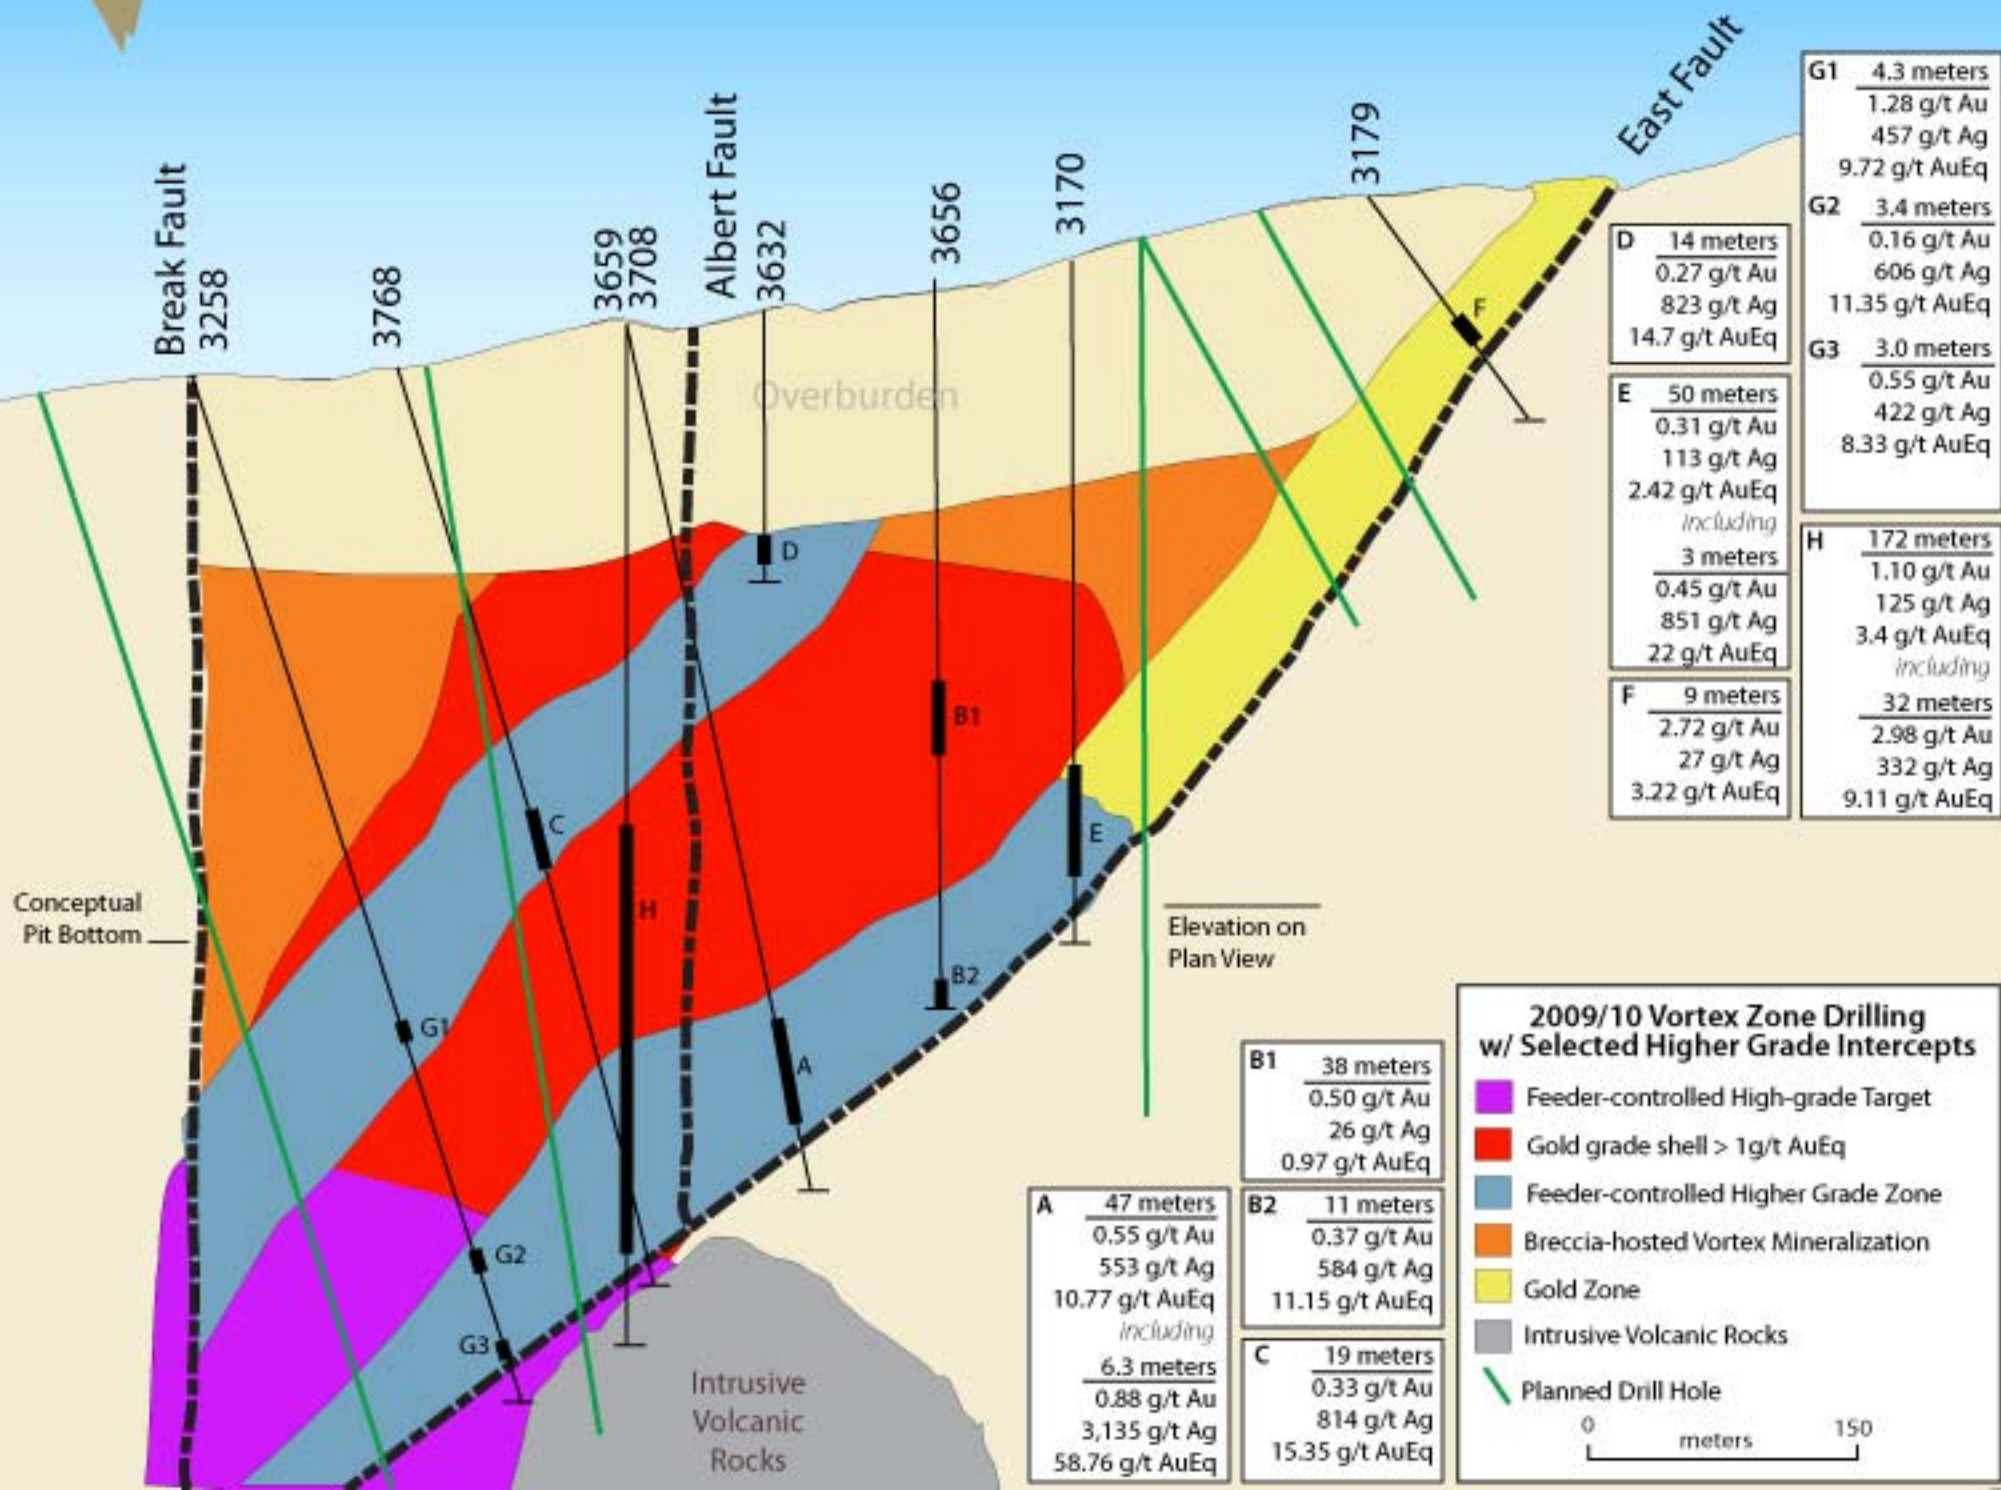 Break Fault
3258
3768
3659
3708
Albert Fault
3632
3656
3170
3179
East Fault
Overburden
D
B1
C
H
E
F
G1
B2
A
G2
G3
Conceptual
Pit Bottom
Elevation on
Plan View
Intrusive
Volcanic
Rocks
G1 4.3 meters
1.28 g/t Au
457 g/t Ag
9.72 g/t AuEq
G2 3.4 meters
0.16 g/t Au
606 g/t Ag
11.35 g/t AuEq
G3 3.0 meters
0.55 g/t Au
422 g/t Ag
8.33 g/t AuEq
D 14 meters
0.27 g/t Au
823 g/t Ag
14.7 g/t AuEq
E 50 meters
0.31 g/t Au
113 g/t Ag
2.42 g/t AuEq
including
3 meters
0.45 g/t Au
851 g/t Ag
22 g/t AuEq
F 9 meters
2.72 g/t Au
27 g/t Ag
3.22 g/t AuEq
H 172 meters
1.10 g/t Au
125 g/t Ag
3.4 g/t AuEq
including
32 meters
2.98 g/t Au
332 g/t Ag
9.11 g/t AuEq
B1 38 meters
0.50 g/t Au
26 g/t Ag
0.97 g/t AuEq
A 47 meters
0.55 g/t Au
553 g/t Ag
10.77 g/t AuEq
including
6.3 meters
0.88 g/t Au
3,135 g/t Ag
58.76 g/t AuEq
B2 11 meters
0.37 g/t Au
584 g/t Ag
11.15 g/t AuEq
C 19 meters
0.33 g/t Au
814 g/t Ag
15.35 g/t AuEq
2009/10 Vortex Zone Drilling
w/ Selected Higher Grade Intercepts
Feeder-controlled High-grade Target
Gold grade shell > 1g/t AuEq
Feeder-controlled Higher Grade Zone
Breccia-hosted Vortex Mineralization
Gold Zone
Intrusive Volcanic Rocks
Planned Drill Hole
0 150
meters